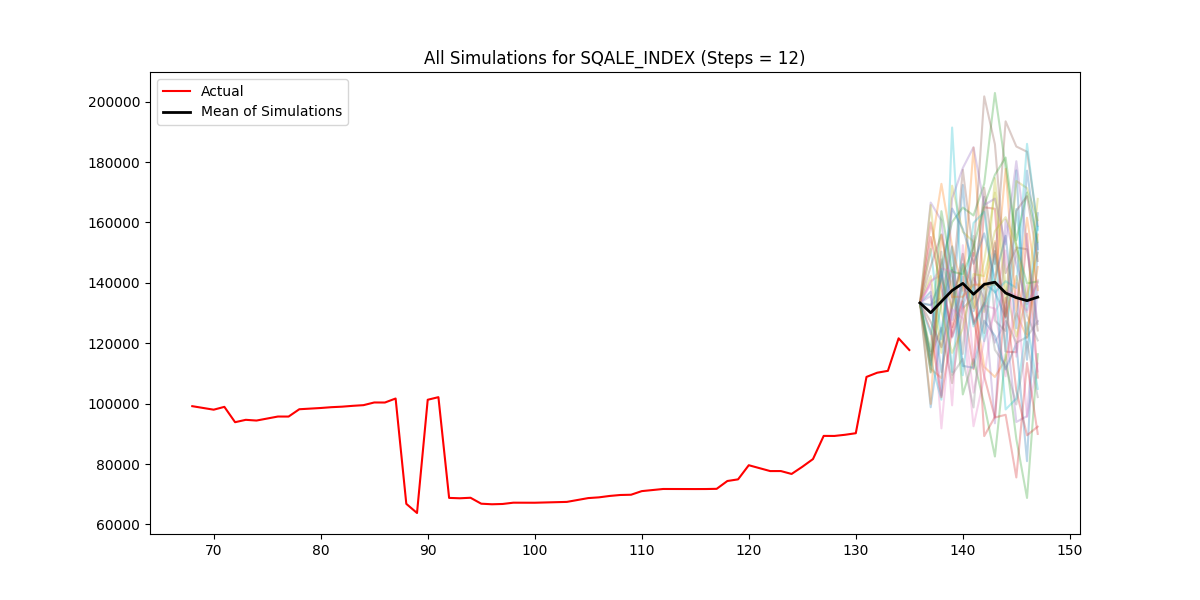 All Simulations for SQALE_INDEX (Steps = 12)
Actual
Mean of Simulations
200000
180000
160000
140000
120000
100000
80000
60000
70 80 90 100 110 120 130 140 150